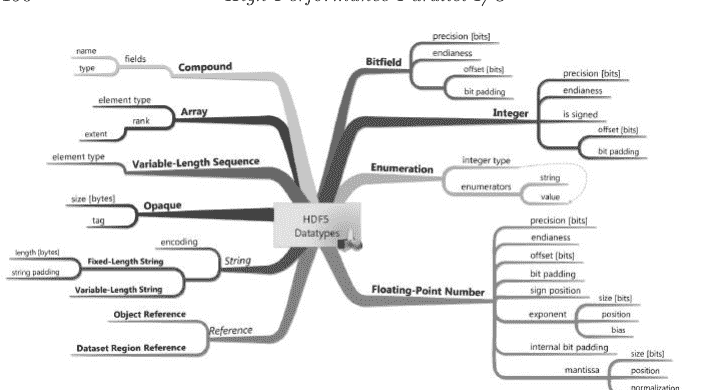 name
type
fields
Compound
element type
rank
extent
Array
element type
Variable-Length Sequence
size [bytes]
tag
Opaque
encoding
length [bytes]
string padding
Fixed-Length String
Variable-Length String
String
Object Reference
Dataset Region Reference
Reference
HDF5
Datatypes
Bitfield
precision [bits]
endianess
offset [bits]
bit padding
Integer
precision [bits]
endianess
is signed
offset [bits]
bit padding
Enumeration
integer type
enumerators
string
value
Floating-Point Number
precision [bits]
endianess
offset [bits]
bit padding
sign position
exponent
size [bits]
position
bias
internal bit padding
mantissa
size [bits]
position
normalization